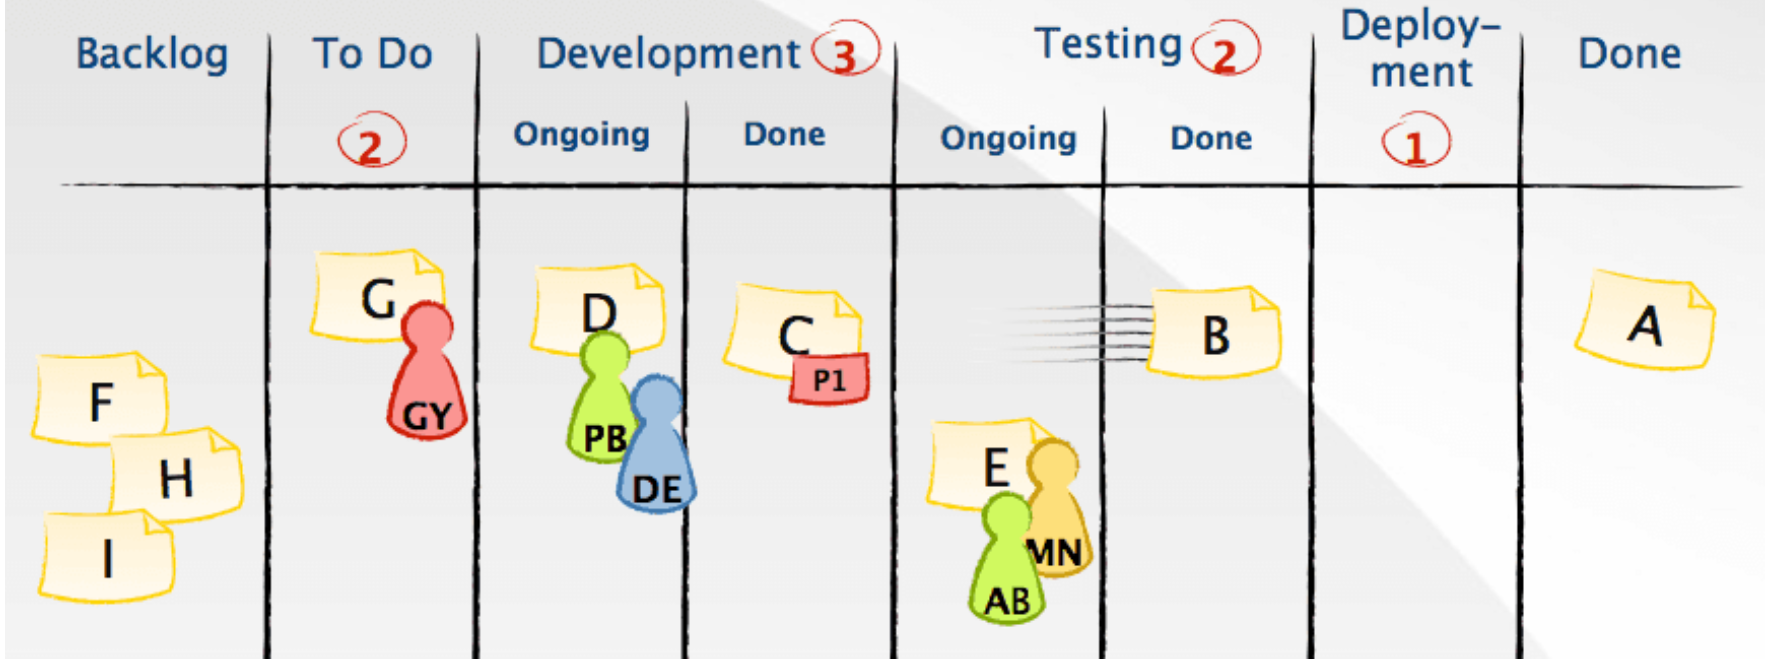 Backlog
To Do
2
Development 3
Ongoing
Done
Testing 2
Ongoing
Done
Deploy-
ment
1
Done
F
H
I
G
GY
D
PB
DE
C
P1
E
MN
AB
B
A